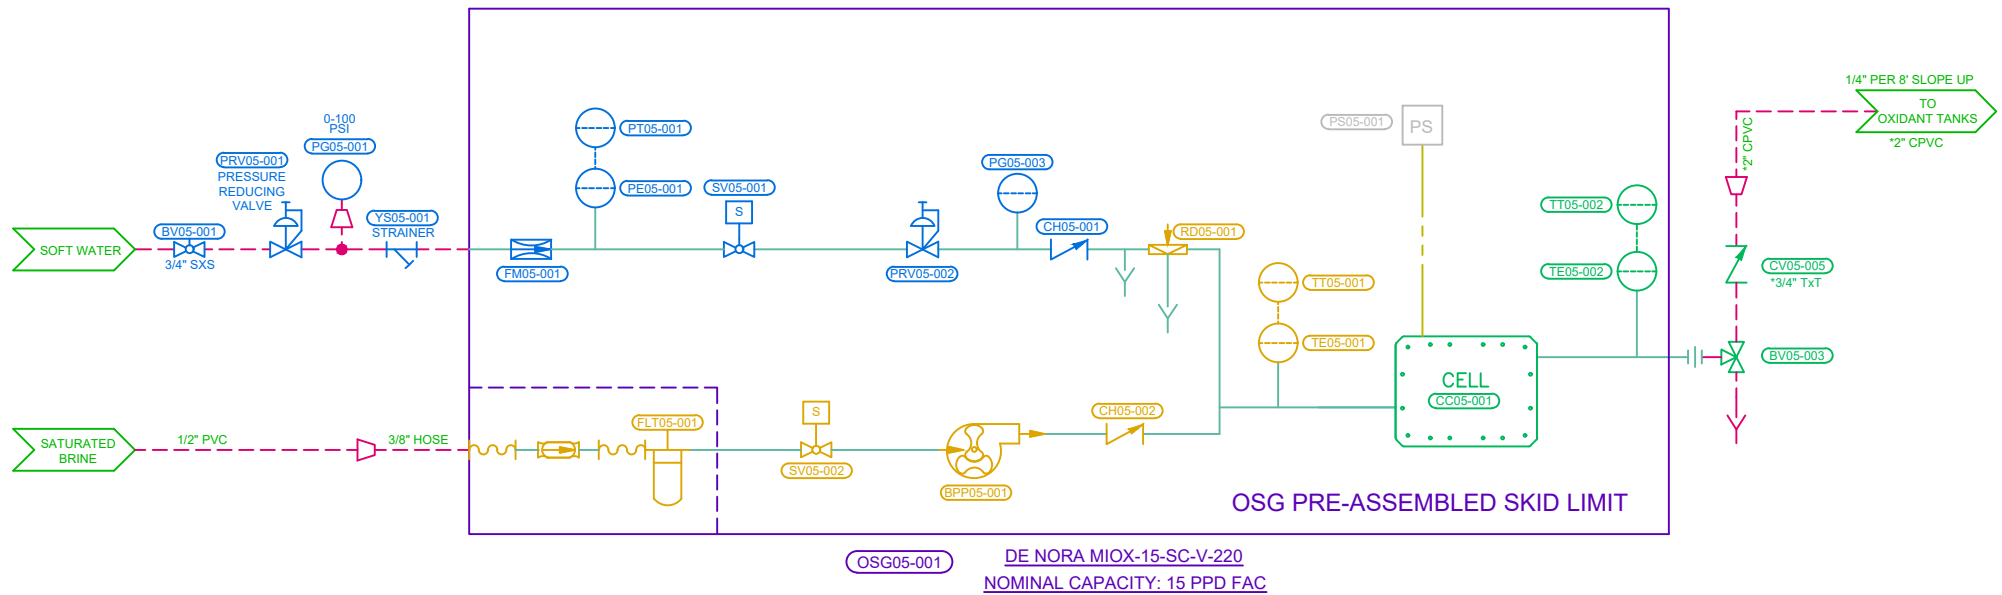 1/4" PER 8' SLOPE UP
TO
OXIDANT TANKS
*2" CPVC
*2" CPVC
0-100
PSI
PG05-001
PRV05-001
PRESSURE
REDUCING
VALVE
YS05-001
STRAINER
BV05-001
3/4" SXS
SOFT WATER
PT05-001
PE05-001
SV05-001
S
FM05-001
PRV05-002
PG05-003
CH05-001
RD05-001
PS05-001
PS
TT05-001
TE05-001
TT05-002
TE05-002
CV05-005
*3/4" TxT
BV05-003
CELL
CC05-001
SATURATED
BRINE
1/2" PVC
3/8" HOSE
FLT05-001
S
SV05-002
BPP05-001
CH05-002
OSG PRE-ASSEMBLED SKID LIMIT
OSG05-001
DE NORA MIOX-15-SC-V-220
NOMINAL CAPACITY: 15 PPD FAC